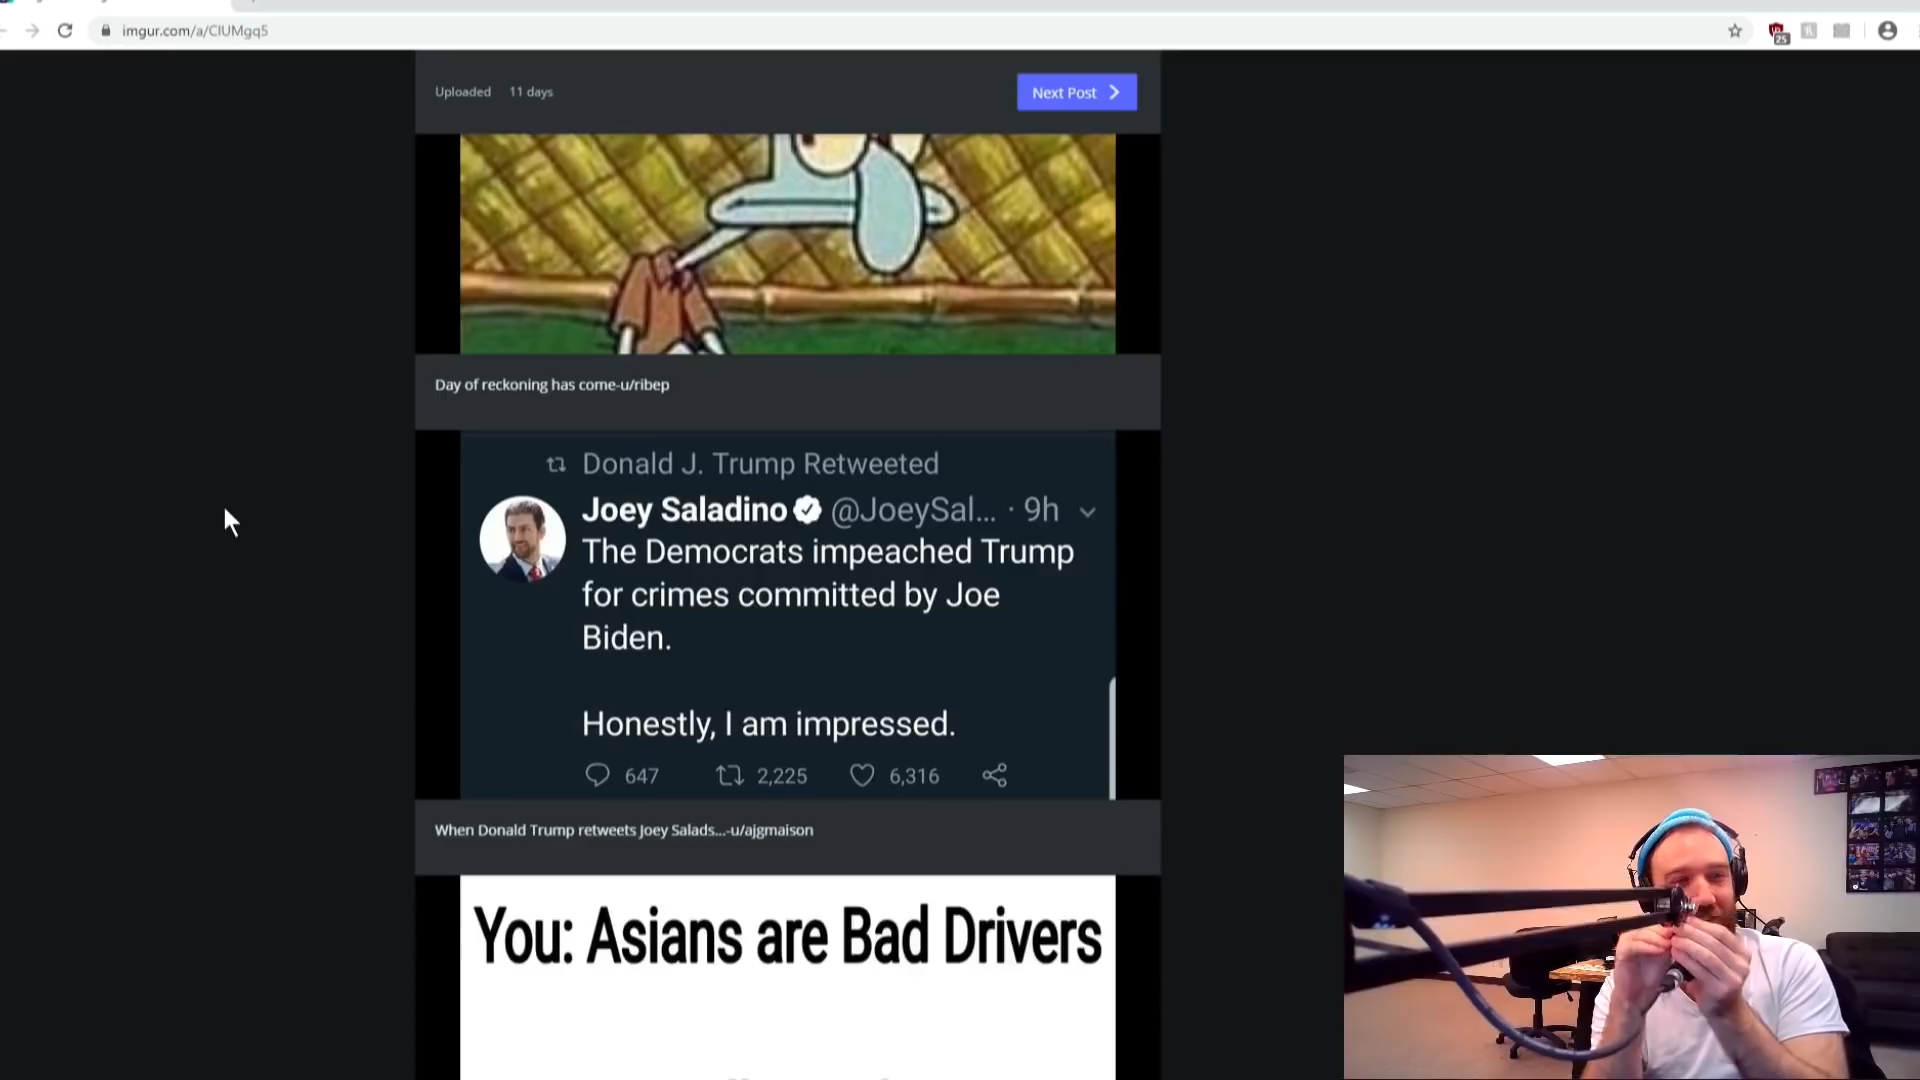 imgur.com/a/CIUMgq5
25
Uploaded 11 days
Next Post
Day of reckoning has come-u/ribep
Donald J. Trump Retweeted
Joey Saladino @JoeySal... · 9h
The Democrats impeached Trump
for crimes committed by Joe
Biden.
Honestly, I am impressed.
647 2,225 6,316
When Donald Trump retweets Joey Salads...-u/ajgmaison
You: Asians are Bad Drivers